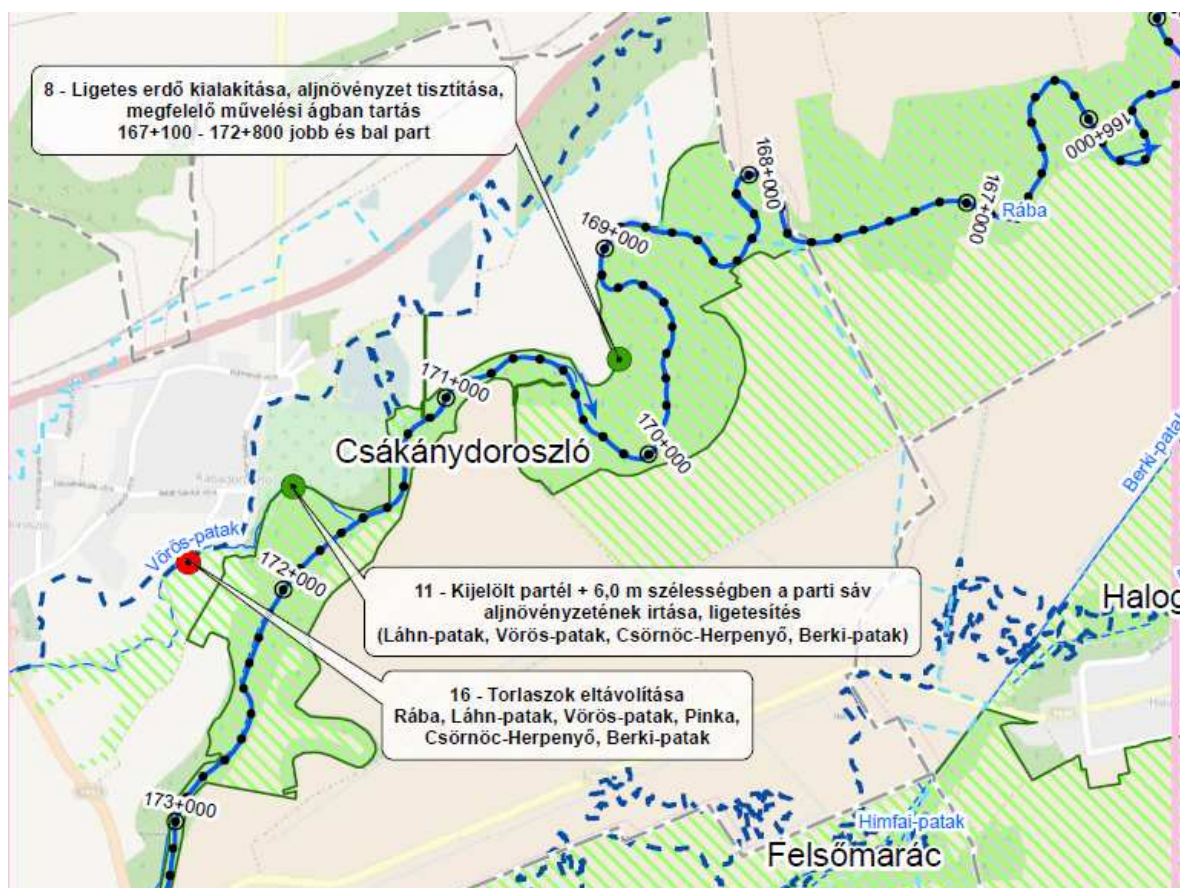 8 - Ligetes erdő kialakítása, aljnövényzet tisztítása,
megfelelő művelési ágban tartás
167+100 - 172+800 jobb és bal part
168+000
166+000
167+000
Rába
169+000
171+000
170+000
Csákánydoroszló
Berki-patak
Vörös-patak
172+000
11 - Kijelölt partél + 6,0 m szélességben a parti sáv
aljnövényzetének irtása, ligetesítés
(Láhn-patak, Vörös-patak, Csörnöc-Herpenyő, Berki-patak)
Halog
16 - Torlaszok eltávolítása
Rába, Láhn-patak, Vörös-patak, Pinka,
Csörnöc-Herpenyő, Berki-patak
173+000
Himfai-patak
Felsőmarác